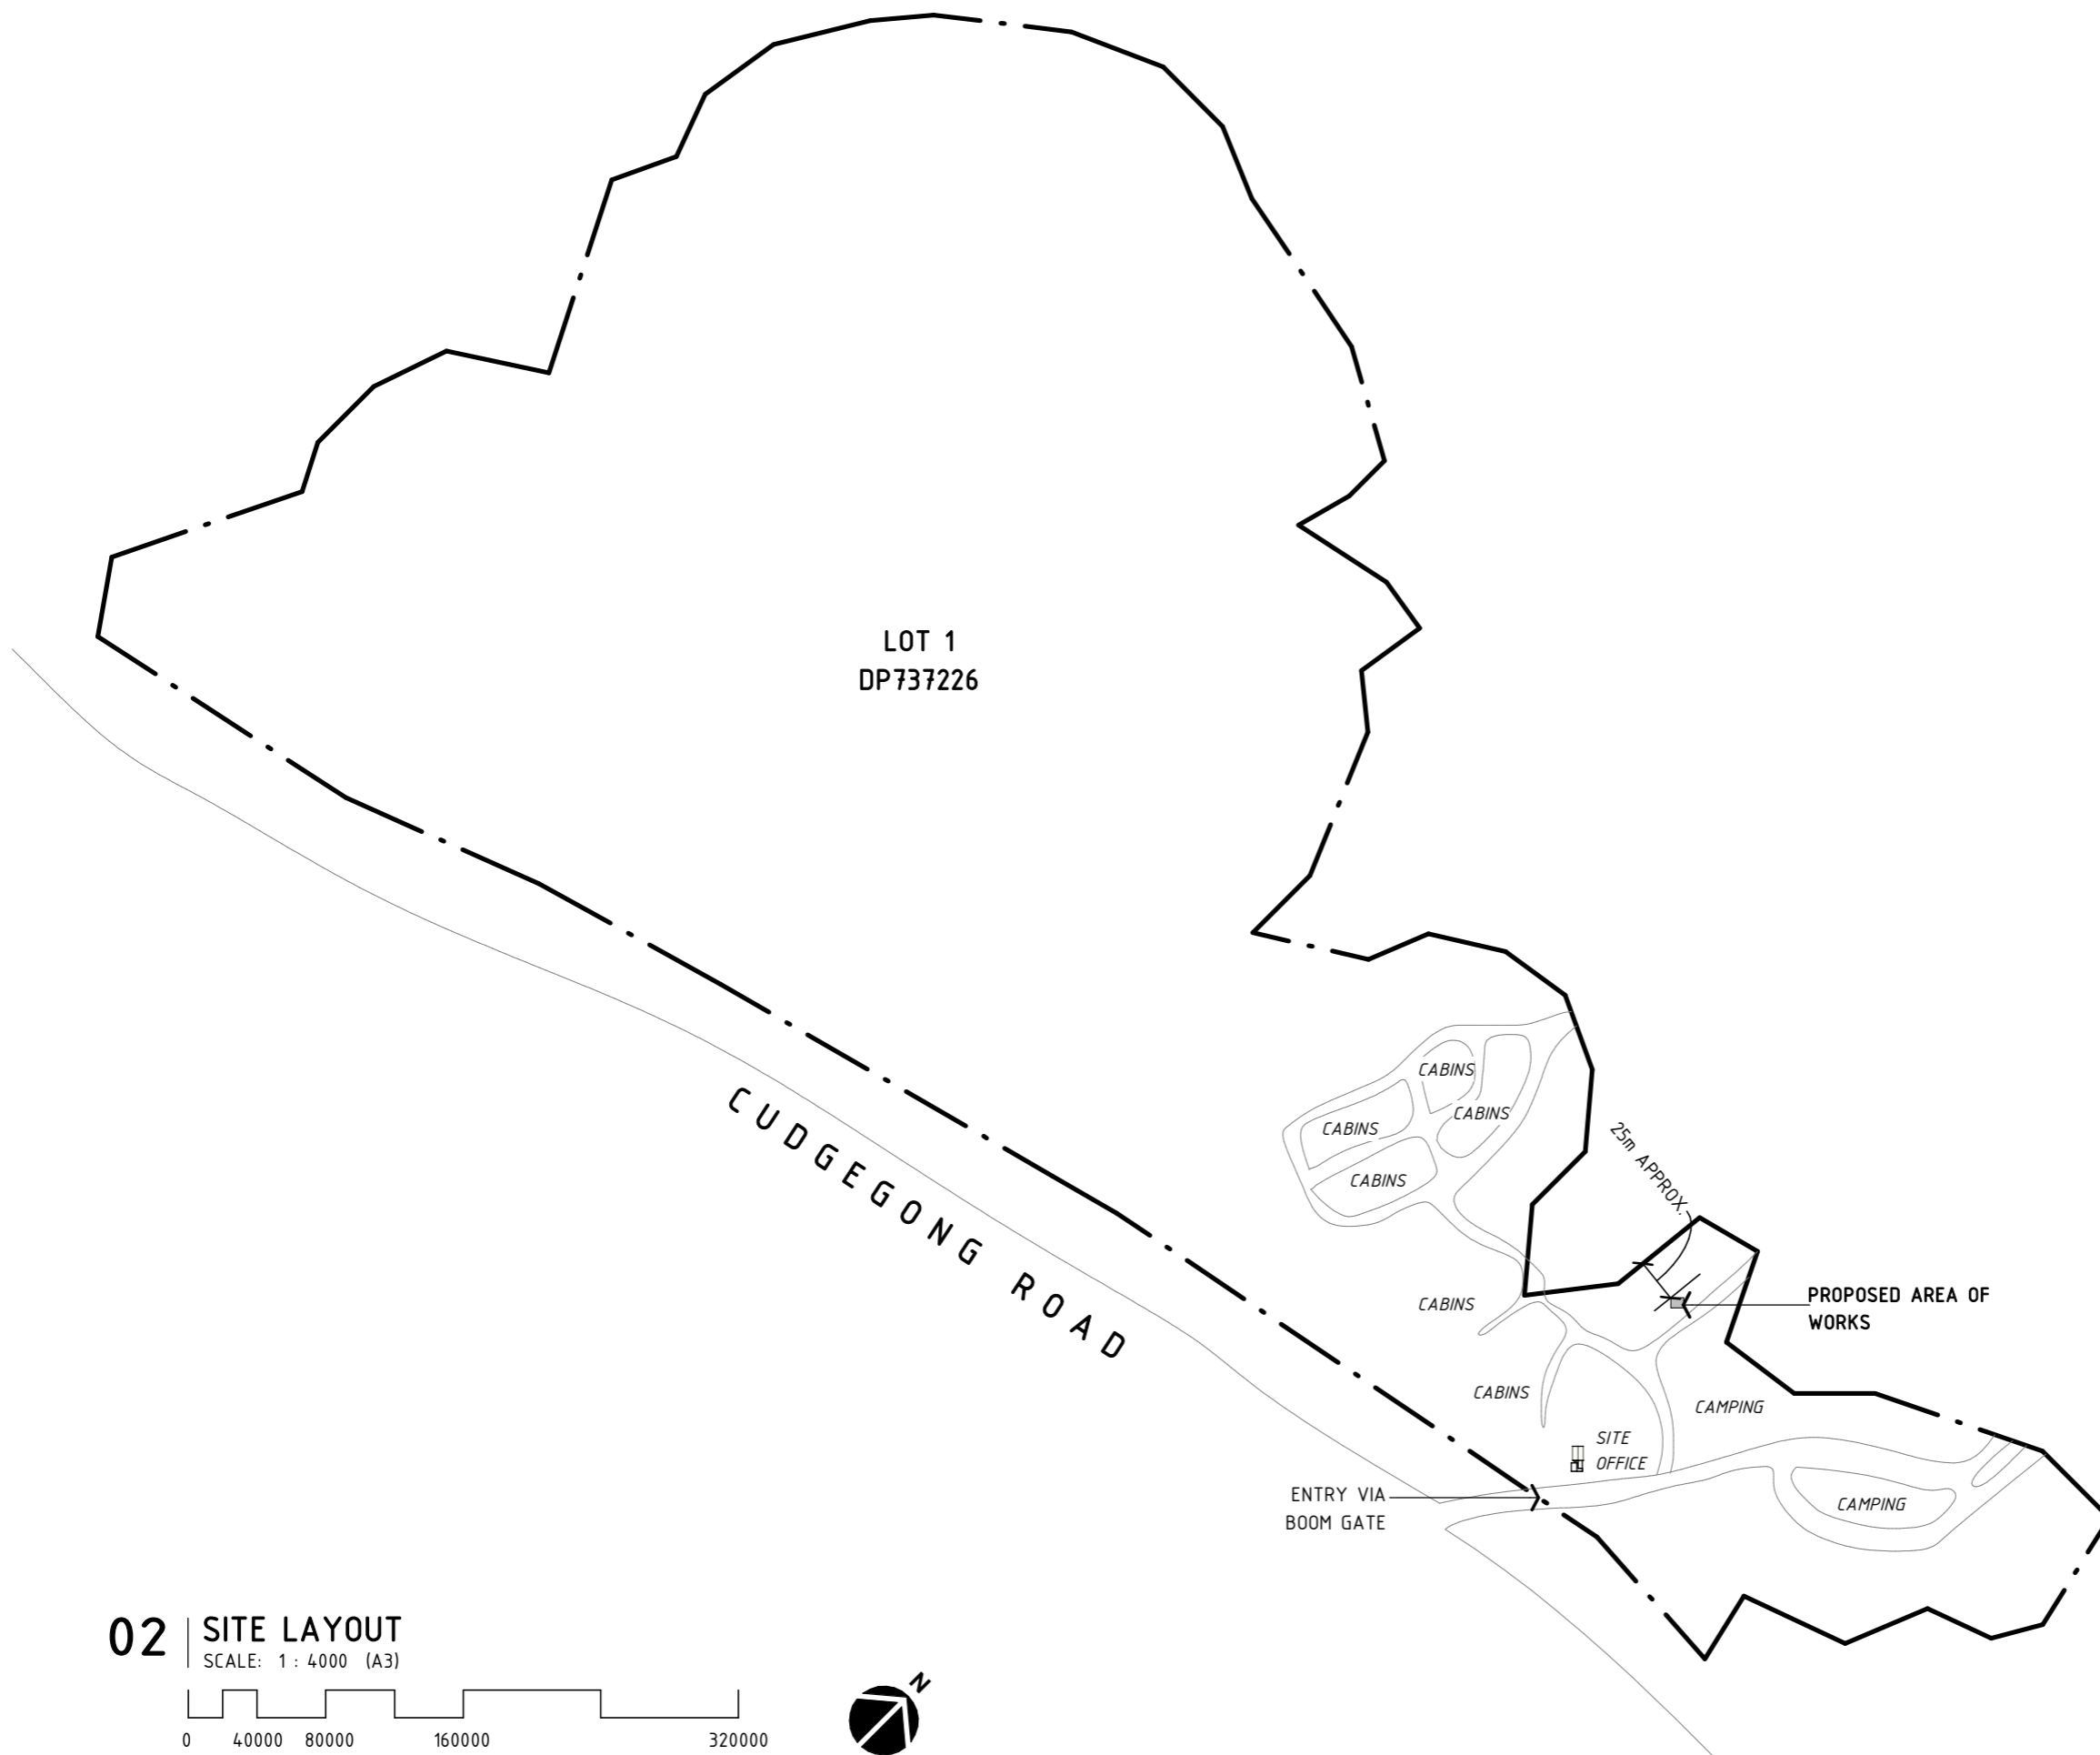 LOT 1
DP737226
CUDGEGONG ROAD
CABINS
CABINS
CABINS
CABINS
25m APPROX.
CABINS
PROPOSED AREA OF
WORKS
CABINS
CAMPING
SITE
OFFICE
ENTRY VIA
BOOM GATE
CAMPING
02
SITE LAYOUT
SCALE: 1 : 4000 (A3)
0 40000 80000 160000 320000
N